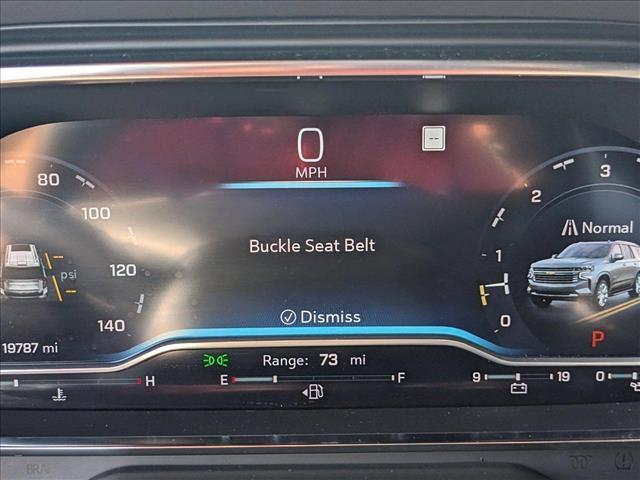 0
MPH
--
80
100
120
140
psi
19787 mi
Buckle Seat Belt
Dismiss
3
2
1
0
Normal
P
Range: 73 mi
H
E
F
9
19
0